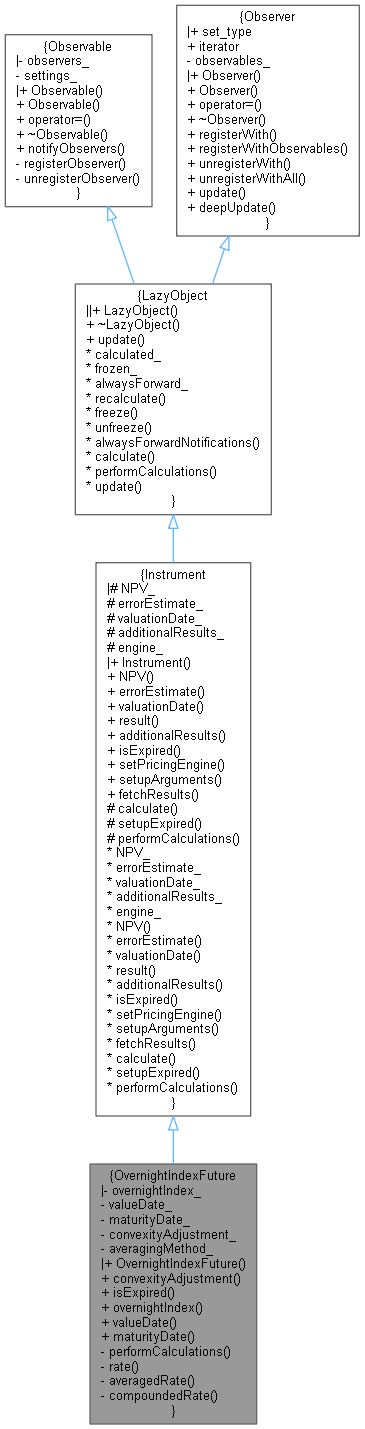 {Observable
|- observers_
- settings_
|+ Observable()
+ Observable()
+ operator=()
+ ~Observable()
+ notifyObservers()
- registerObserver()
- unregisterObserver()
}
{Observer
|+ set_type
+ iterator
- observables_
|+ Observer()
+ Observer()
+ operator=()
+ ~Observer()
+ registerWith()
+ registerWithObservables()
+ unregisterWith()
+ unregisterWithAll()
+ update()
+ deepUpdate()
}
{LazyObject
||+ LazyObject()
+ ~LazyObject()
+ update()
* calculated_
* frozen_
* alwaysForward_
* recalculate()
* freeze()
* unfreeze()
* alwaysForwardNotifications()
* calculate()
* performCalculations()
* update()
}
{Instrument
|# NPV_
# errorEstimate_
# valuationDate_
# additionalResults_
# engine_
|+ Instrument()
+ NPV()
+ errorEstimate()
+ valuationDate()
+ result()
+ additionalResults()
+ isExpired()
+ setPricingEngine()
+ setupArguments()
+ fetchResults()
# calculate()
# setupExpired()
# performCalculations()
* NPV_
* errorEstimate_
* valuationDate_
* additionalResults_
* engine_
* NPV()
* errorEstimate()
* valuationDate()
* result()
* additionalResults()
* isExpired()
* setPricingEngine()
* setupArguments()
* fetchResults()
* calculate()
* setupExpired()
* performCalculations()
}
{OvernightIndexFuture
|- overnightIndex_
- valueDate_
- maturityDate_
- convexityAdjustment_
- averagingMethod_
|+ OvernightIndexFuture()
+ convexityAdjustment()
+ isExpired()
+ overnightIndex()
+ valueDate()
+ maturityDate()
- performCalculations()
- rate()
- averagedRate()
- compoundedRate()
}